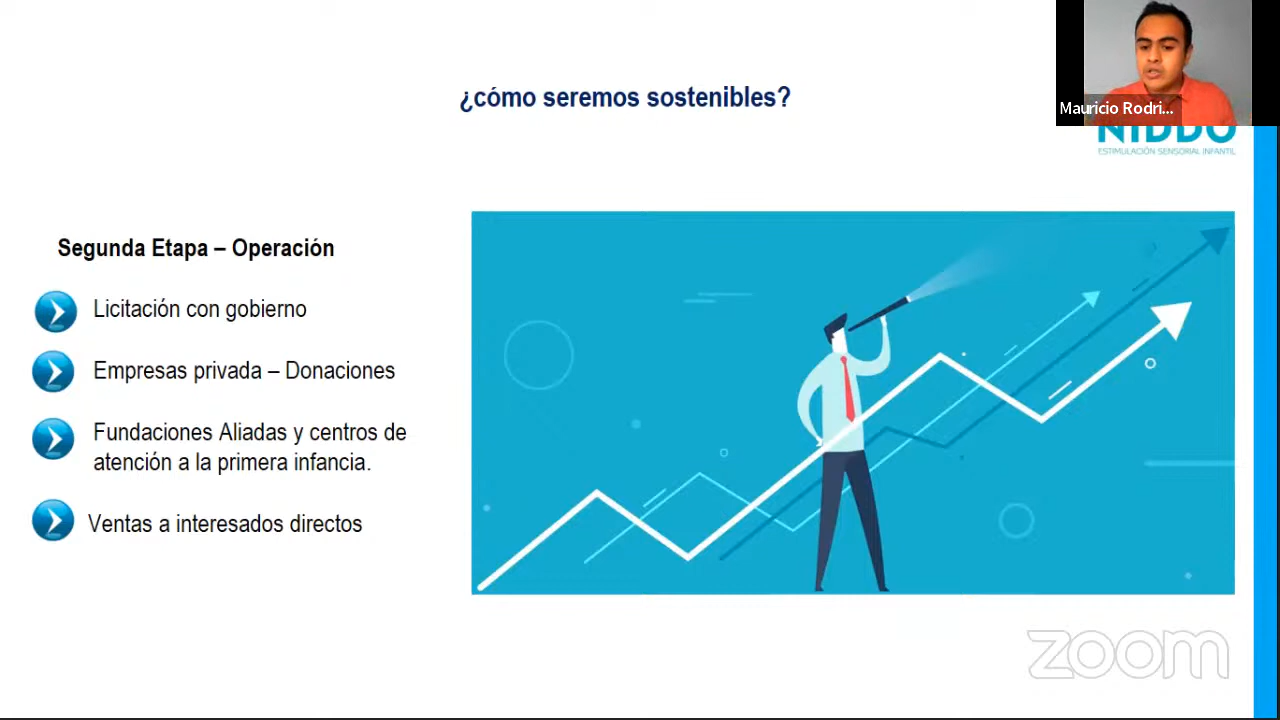 ¿cómo seremos sostenibles?
Mauricio Rodri...
NIDDO
ESTIMULACIÓN SENSORIAL INFANTIL
Segunda Etapa – Operación
Licitación con gobierno
Empresas privada – Donaciones
Fundaciones Aliadas y centros de
atención a la primera infancia.
Ventas a interesados directos
zoom